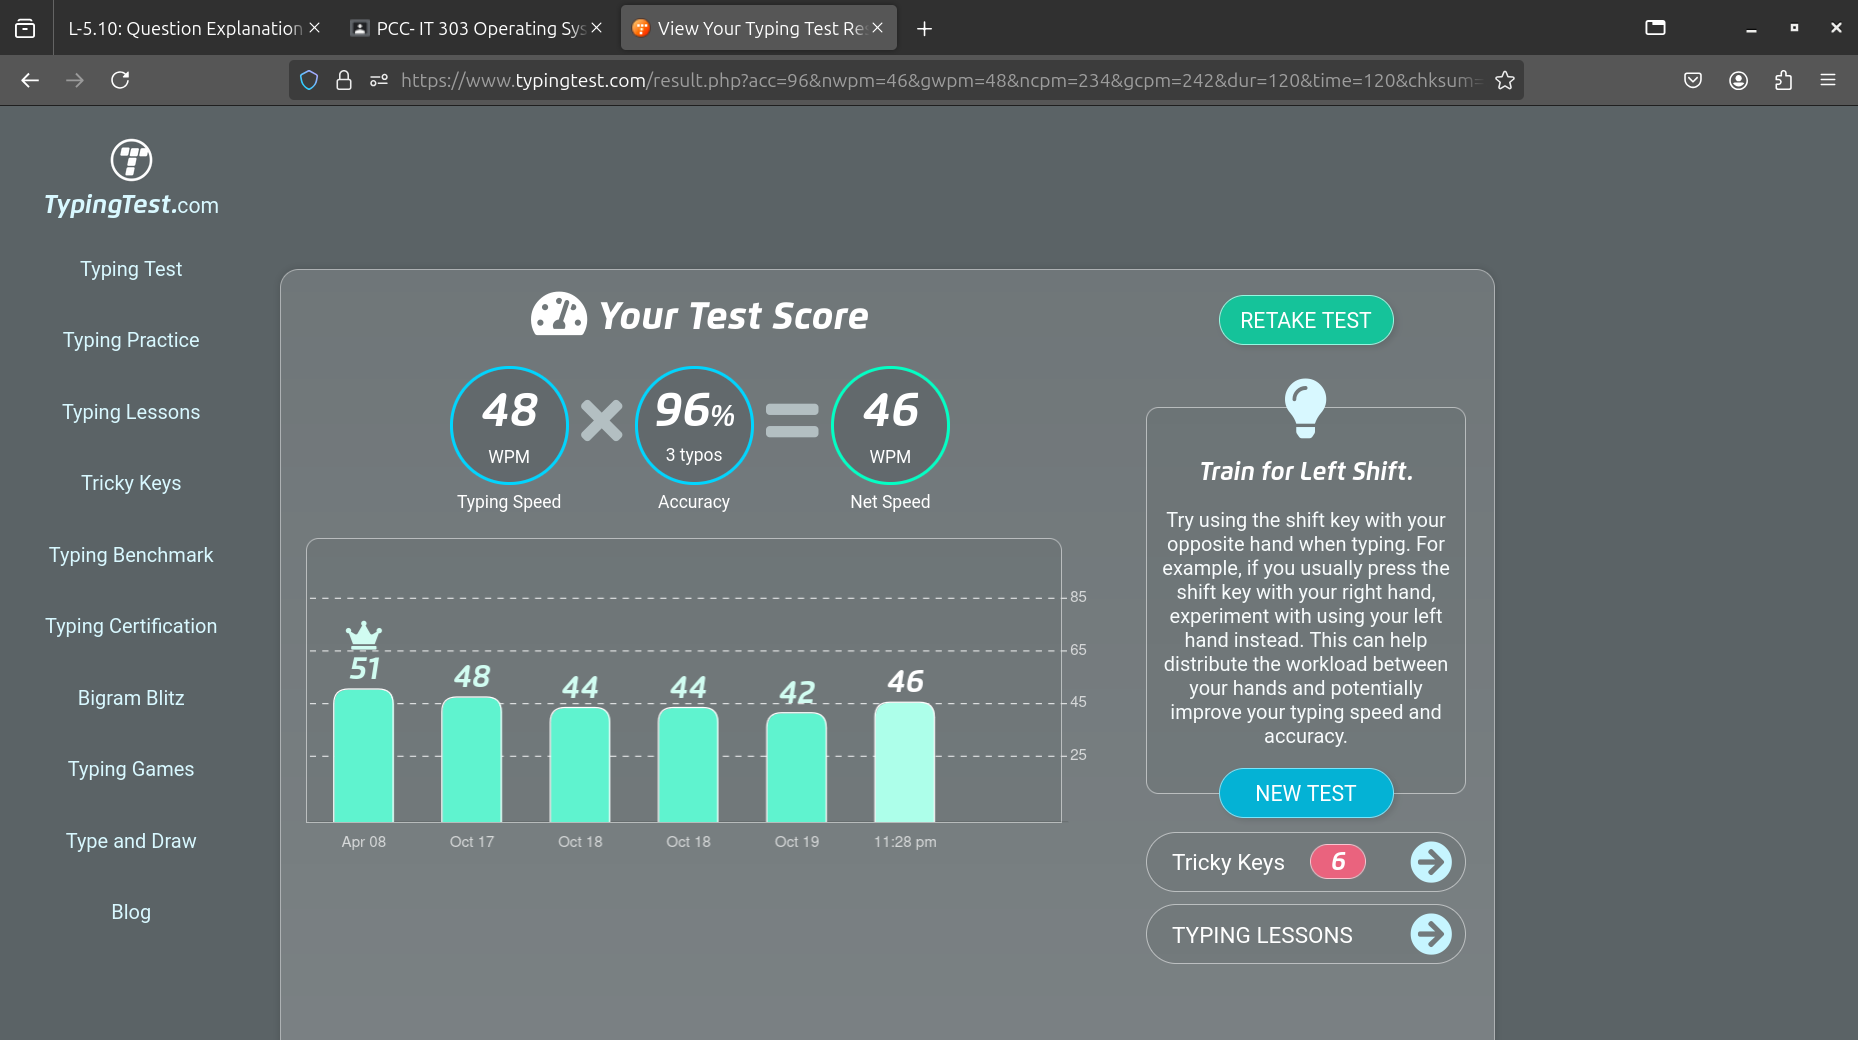 L-5.10: Question Explanation
PCC- IT 303 Operating Sys
View Your Typing Test Re
https://www.typingtest.com/result.php?acc=96&nwpm=46&gwpm=48&ncpm=234&gcpm=242&dur=120&time=120&chksum=
TypingTest.com
Typing Test
Typing Practice
Typing Lessons
Tricky Keys
Typing Benchmark
Typing Certification
Bigram Blitz
Typing Games
Type and Draw
Blog
Your Test Score
48
WPM
Typing Speed
96%
3 typos
Accuracy
46
WPM
Net Speed
85
65
45
25
51
48
44
44
42
46
Apr 08
Oct 17
Oct 18
Oct 18
Oct 19
11:28 pm
RETAKE TEST
Train for Left Shift.
Try using the shift key with your
opposite hand when typing. For
example, if you usually press the
shift key with your right hand,
experiment with using your left
hand instead. This can help
distribute the workload between
your hands and potentially
improve your typing speed and
accuracy.
NEW TEST
Tricky Keys 6
TYPING LESSONS